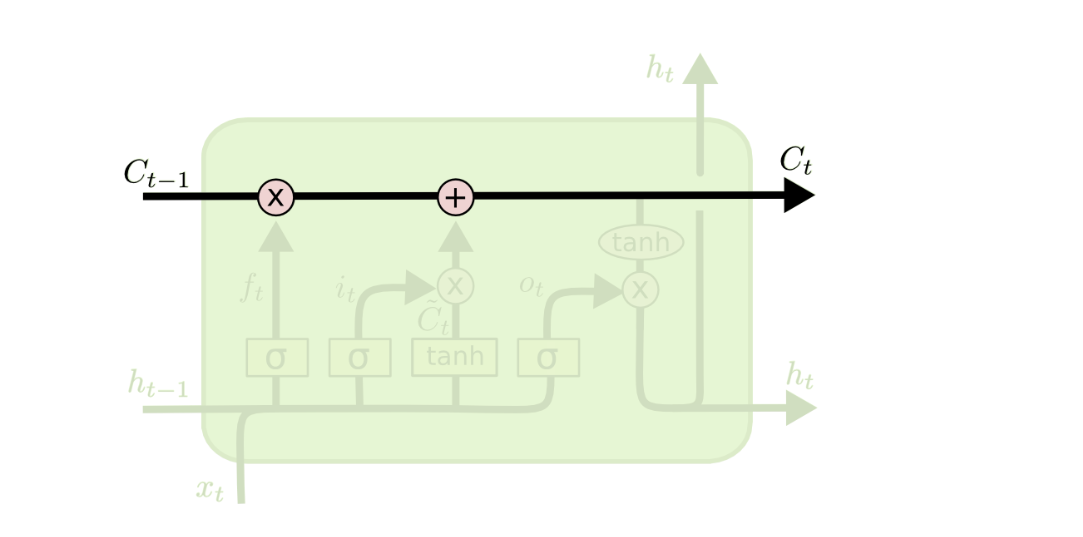 h_t
C_{t-1}
C_t
x
+
tanh
f_t
i_t
x
o_t
x
C̃_t
σ
σ
tanh
σ
h_{t-1}
h_t
x_t